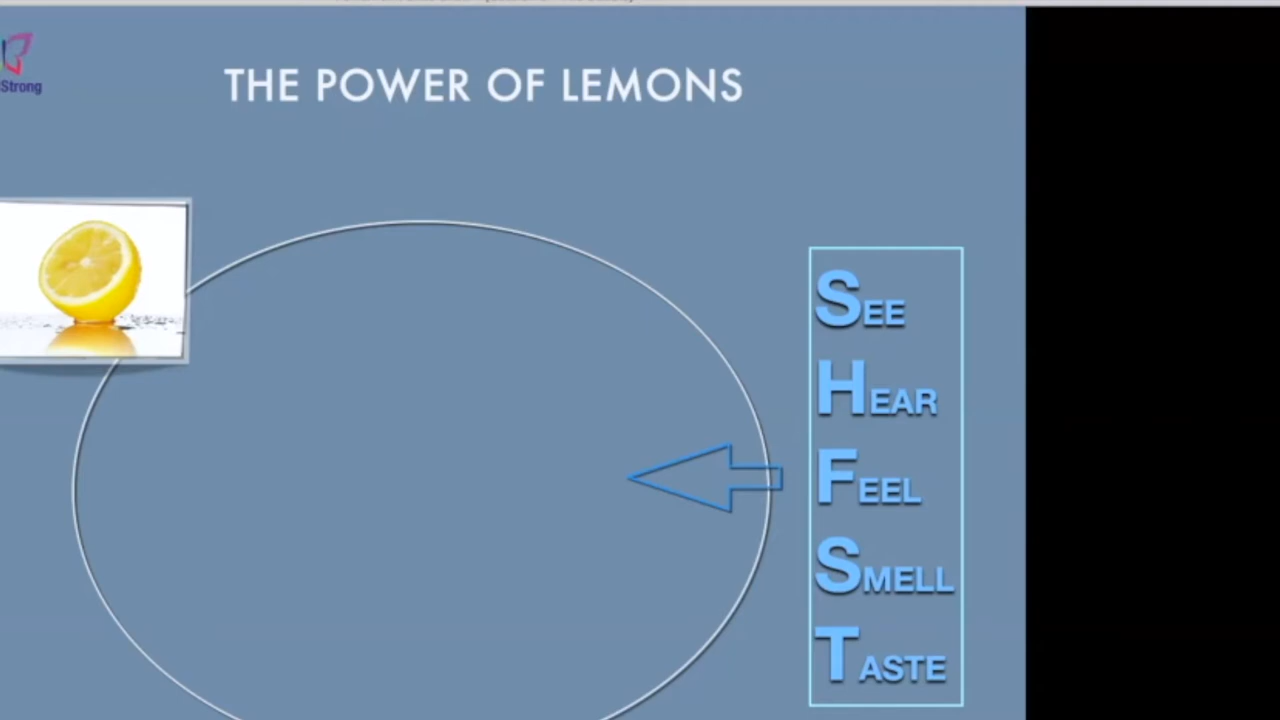 THE POWER OF LEMONS
Strong
SEE
HEAR
FEEL
SMELL
TASTE